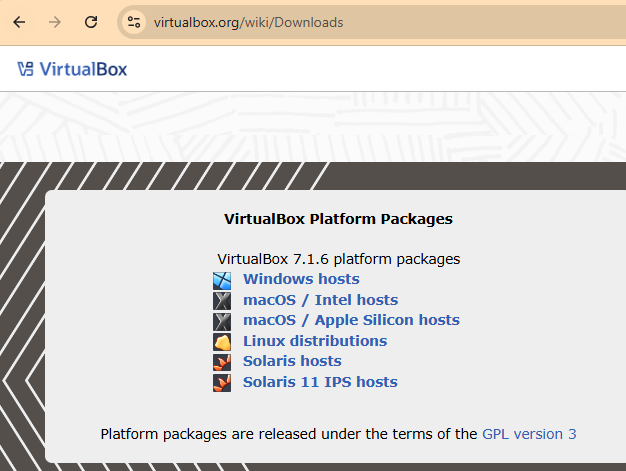 virtualbox.org/wiki/Downloads
VirtualBox
VirtualBox Platform Packages
VirtualBox 7.1.6 platform packages
Windows hosts
macOS / Intel hosts
macOS / Apple Silicon hosts
Linux distributions
Solaris hosts
Solaris 11 IPS hosts
Platform packages are released under the terms of the GPL version 3